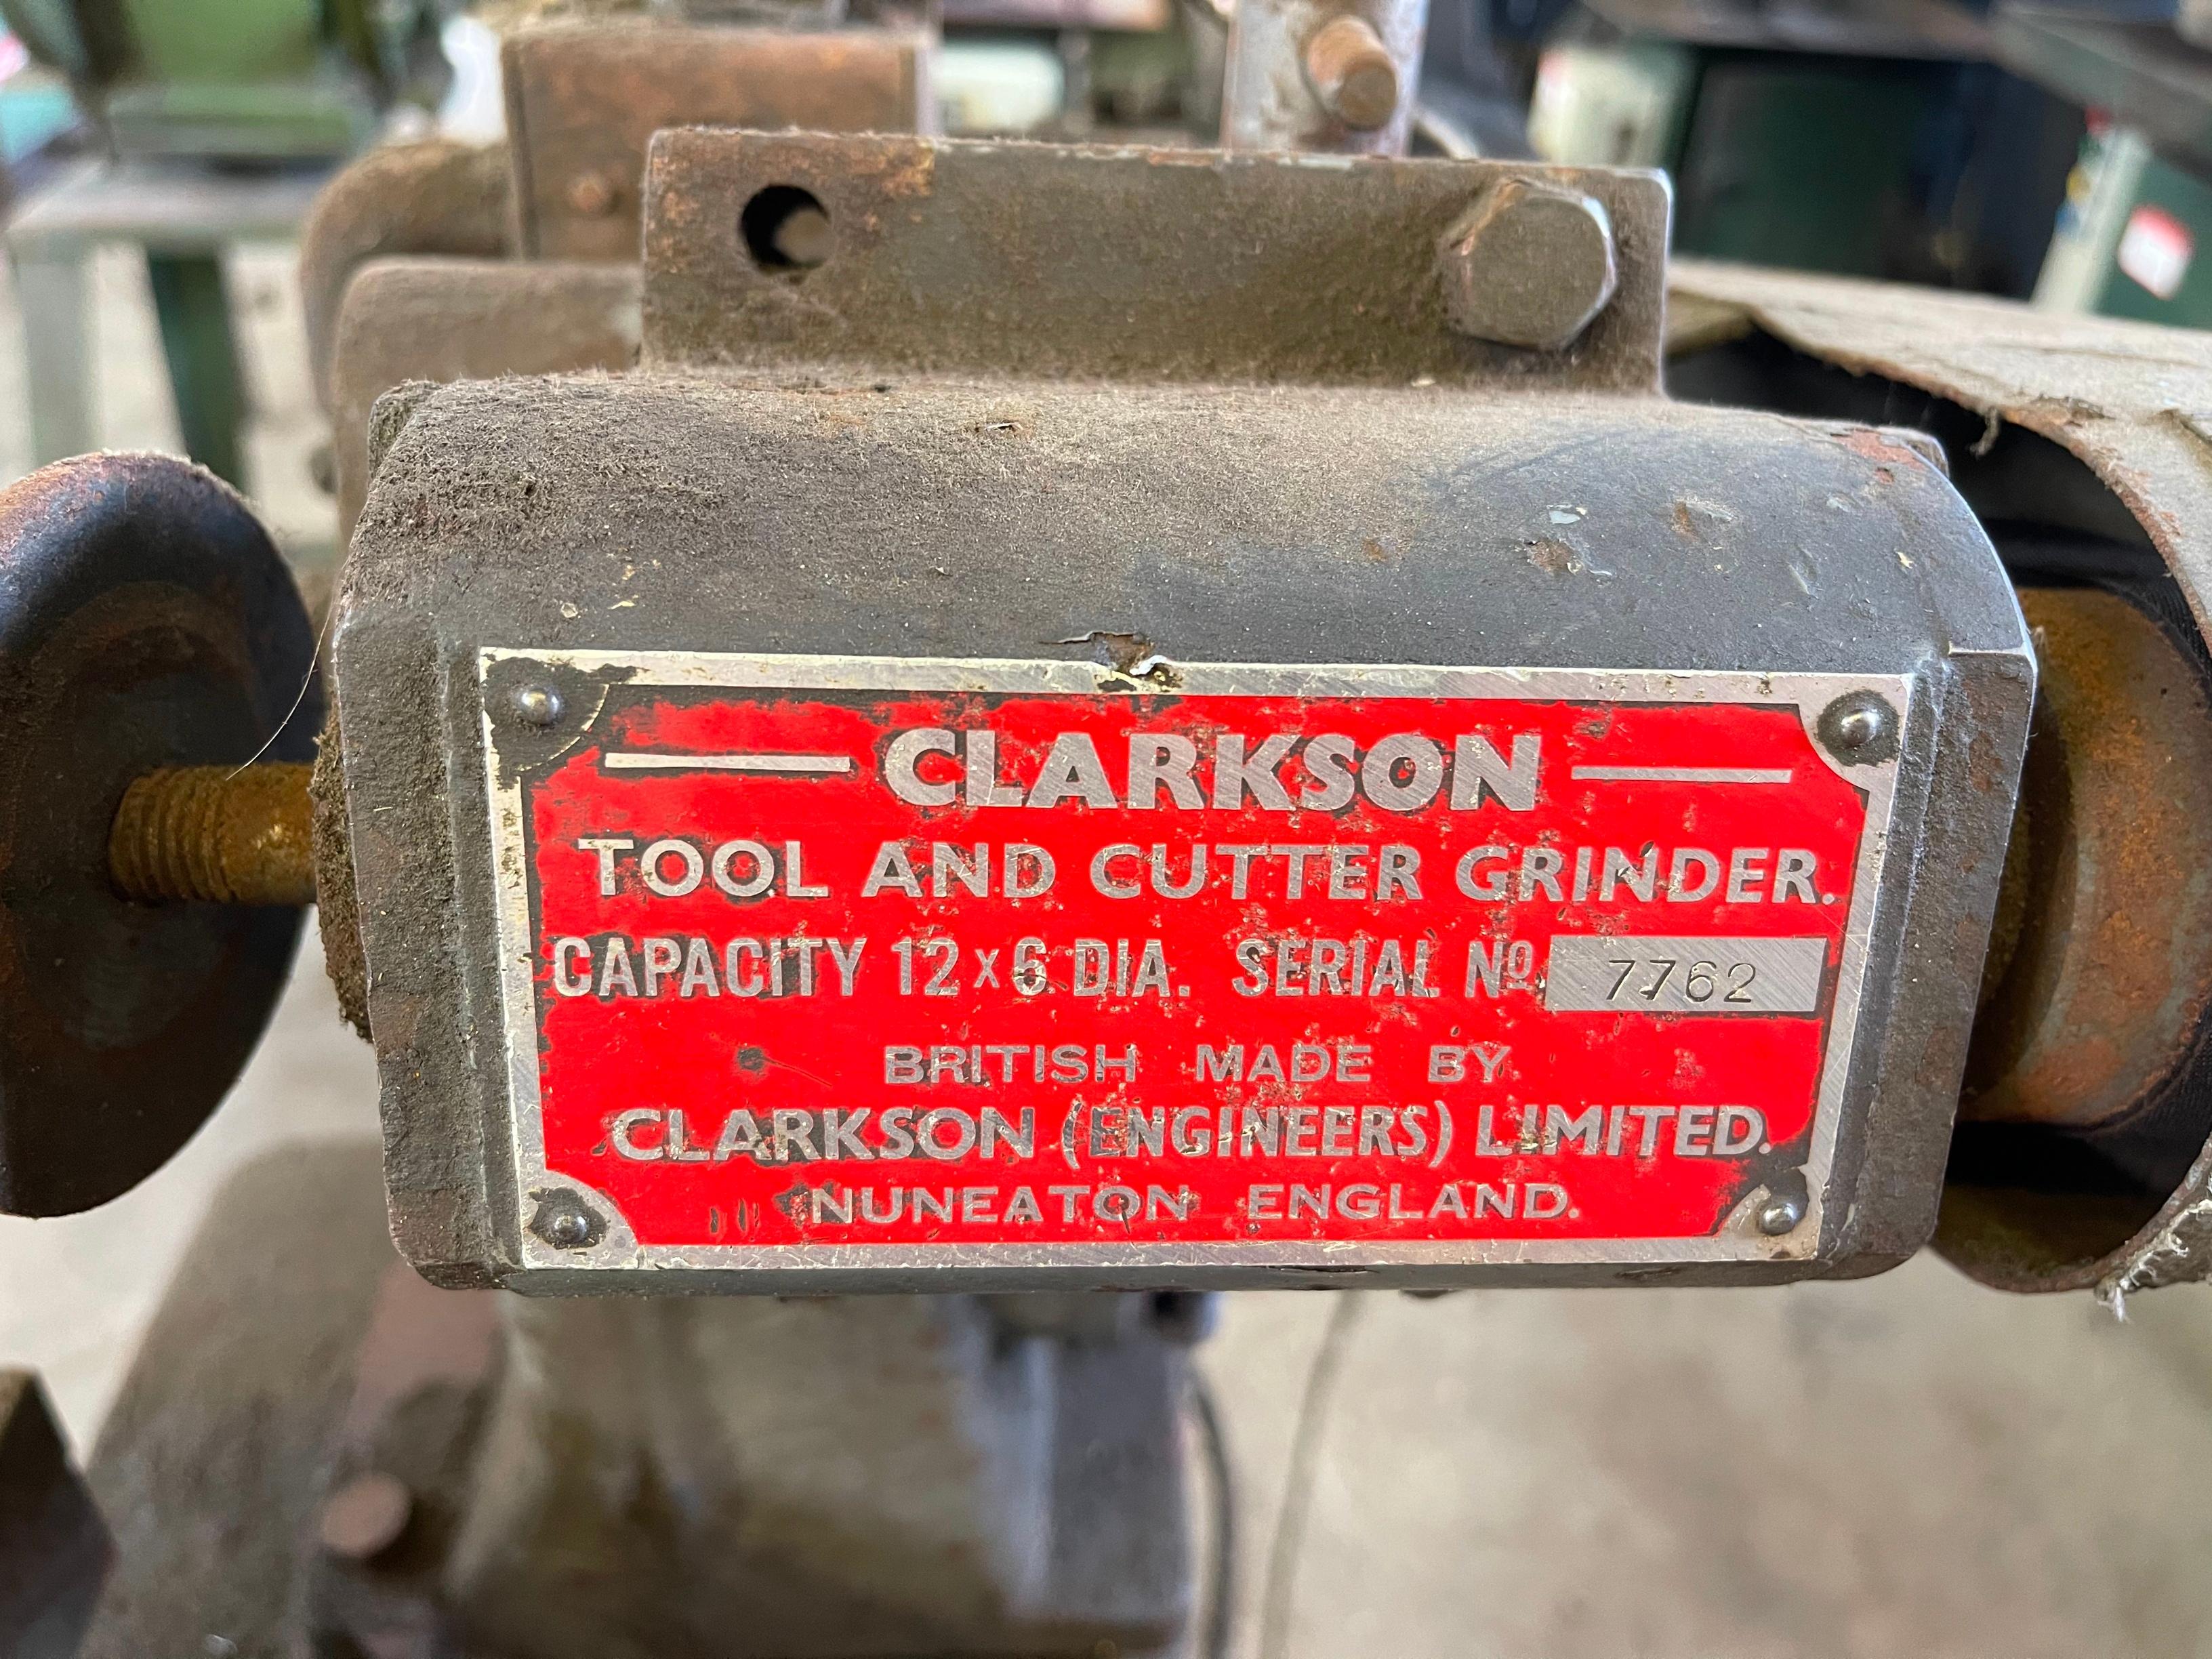 CLARKSON
TOOL AND CUTTER GRINDER.
CAPACITY 12 x 6 DIA. SERIAL No 7762
BRITISH MADE BY
CLARKSON (ENGINEERS) LIMITED.
NUNEATON ENGLAND.